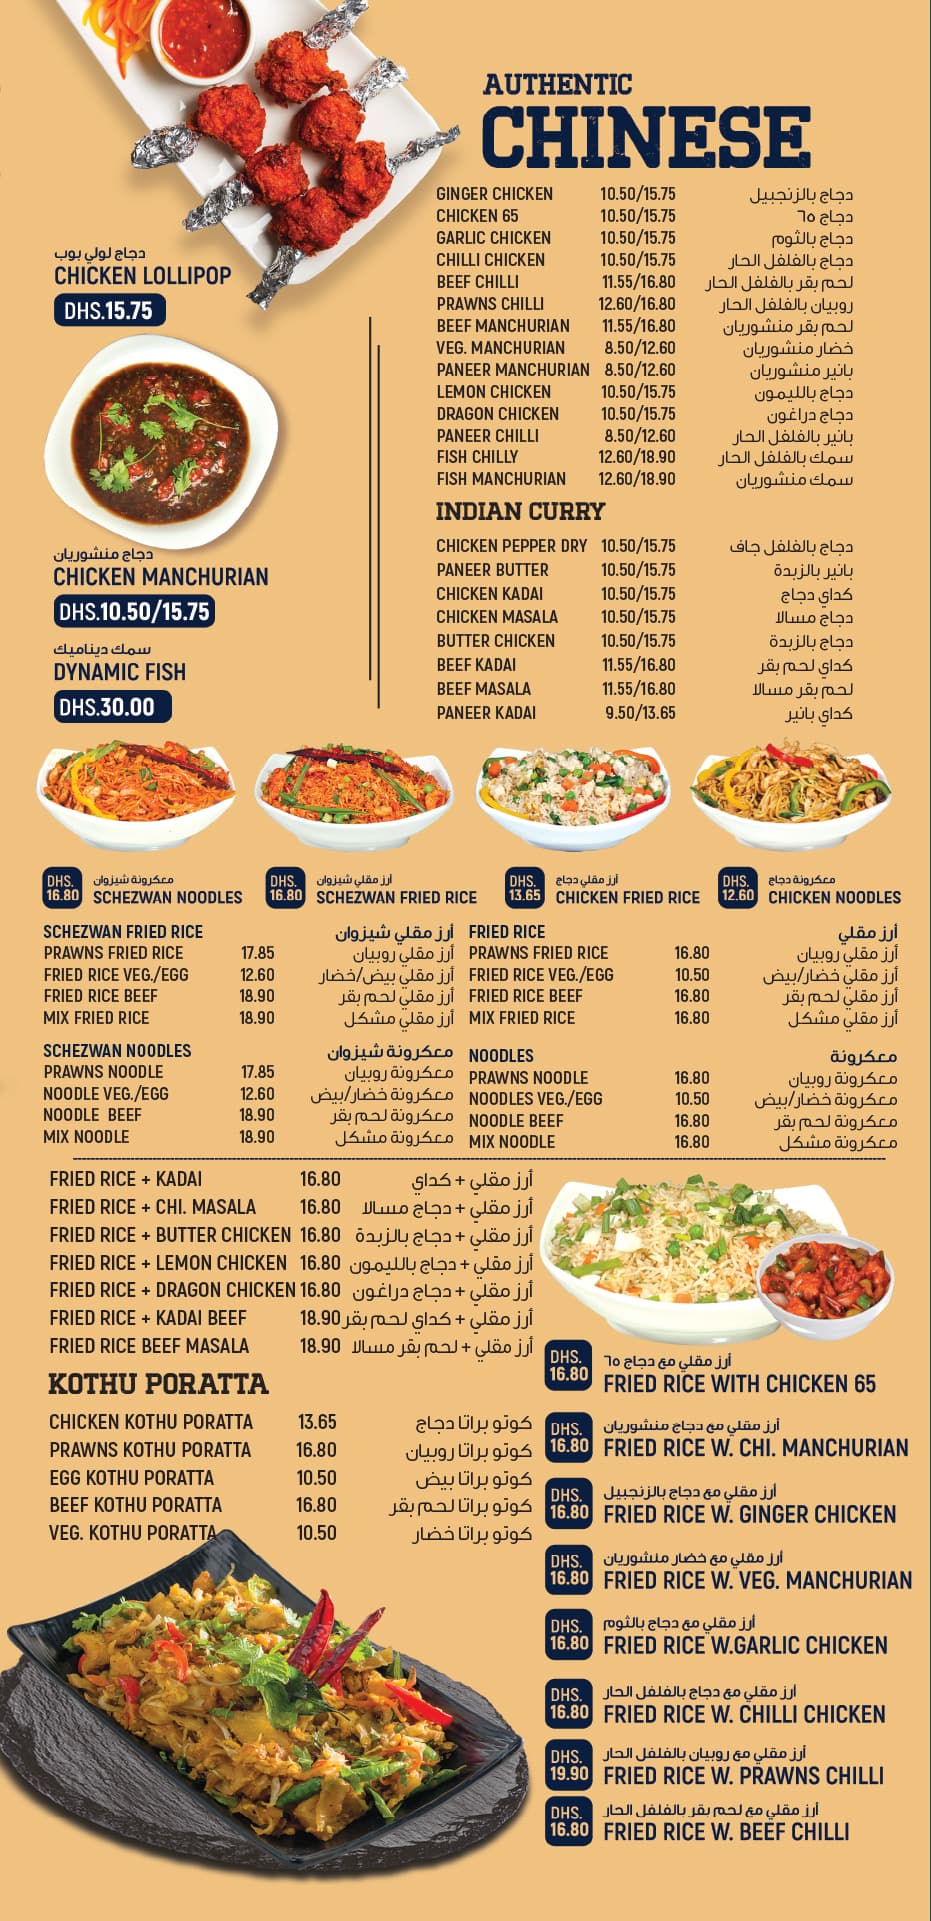 AUTHENTIC
CHINESE
GINGER CHICKEN 10.50/15.75 دجاج بالزنجبيل
CHICKEN 65 10.50/15.75 دجاج ٦٥
GARLIC CHICKEN 10.50/15.75 دجاج بالثوم
CHILLI CHICKEN 10.50/15.75 دجاج بالفلفل الحار
BEEF CHILLI 11.55/16.80 لحم بقر بالفلفل الحار
PRAWNS CHILLI 12.60/16.80 روبيان بالفلفل الحار
BEEF MANCHURIAN 11.55/16.80 لحم بقر منشوريان
VEG. MANCHURIAN 8.50/12.60 خضار منشوريان
PANEER MANCHURIAN 8.50/12.60 بانير منشوريان
LEMON CHICKEN 10.50/15.75 دجاج بالليمون
DRAGON CHICKEN 10.50/15.75 دجاج دراغون
PANEER CHILLI 8.50/12.60 بانير بالفلفل الحار
FISH CHILLY 12.60/18.90 سمك بالفلفل الحار
FISH MANCHURIAN 12.60/18.90 سمك منشوريان
INDIAN CURRY
CHICKEN PEPPER DRY 10.50/15.75 دجاج بالفلفل جاف
PANEER BUTTER 10.50/15.75 بانير بالزبدة
CHICKEN KADAI 10.50/15.75 كداي دجاج
CHICKEN MASALA 10.50/15.75 دجاج مسالا
BUTTER CHICKEN 10.50/15.75 دجاج بالزبدة
BEEF KADAI 11.55/16.80 كداي لحم بقر
BEEF MASALA 11.55/16.80 لحم بقر مسالا
PANEER KADAI 9.50/13.65 كداي بانير
دجاج لولي بوب
CHICKEN LOLLIPOP
DHS.15.75
دجاج منشوريان
CHICKEN MANCHURIAN
DHS.10.50/15.75
سمك ديناميك
DYNAMIC FISH
DHS.30.00
DHS. 16.80
معكرونة شيزوان
SCHEZWAN NOODLES
DHS. 16.80
أرز مقلي شيزوان
SCHEZWAN FRIED RICE
DHS. 13.65
أرز مقلي دجاج
CHICKEN FRIED RICE
DHS. 12.60
معكرونة دجاج
CHICKEN NOODLES
SCHEZWAN FRIED RICE أرز مقلي شيزوان
PRAWNS FRIED RICE 17.85 أرز مقلي روبيان
FRIED RICE VEG./EGG 12.60 أرز مقلي بيض/خضار
FRIED RICE BEEF 18.90 أرز مقلي لحم بقر
MIX FRIED RICE 18.90 أرز مقلي مشكل
SCHEZWAN NOODLES معكرونة شيزوان
PRAWNS NOODLE 17.85 معكرونة روبيان
NOODLE VEG./EGG 12.60 معكرونة خضار/بيض
NOODLE BEEF 18.90 معكرونة لحم بقر
MIX NOODLE 18.90 معكرونة مشكل
FRIED RICE أرز مقلي
PRAWNS FRIED RICE 16.80 أرز مقلي روبيان
FRIED RICE VEG./EGG 10.50 أرز مقلي خضار/بيض
FRIED RICE BEEF 16.80 أرز مقلي لحم بقر
MIX FRIED RICE 16.80 أرز مقلي مشكل
NOODLES معكرونة
PRAWNS NOODLE 16.80 معكرونة روبيان
NOODLES VEG./EGG 10.50 معكرونة خضار/بيض
NOODLE BEEF 16.80 معكرونة لحم بقر
MIX NOODLE 16.80 معكرونة مشكل
FRIED RICE + KADAI 16.80 أرز مقلي + كداي
FRIED RICE + CHI. MASALA 16.80 أرز مقلي + دجاج مسالا
FRIED RICE + BUTTER CHICKEN 16.80 أرز مقلي + دجاج بالزبدة
FRIED RICE + LEMON CHICKEN 16.80 أرز مقلي + دجاج بالليمون
FRIED RICE + DRAGON CHICKEN 16.80 أرز مقلي + دجاج دراغون
FRIED RICE + KADAI BEEF 18.90 أرز مقلي + كداي لحم بقر
FRIED RICE BEEF MASALA 18.90 أرز مقلي + لحم بقر مسالا
KOTHU PORATTA
CHICKEN KOTHU PORATTA 13.65 كوتو براتا دجاج
PRAWNS KOTHU PORATTA 16.80 كوتو براتا روبيان
EGG KOTHU PORATTA 10.50 كوتو براتا بيض
BEEF KOTHU PORATTA 16.80 كوتو براتا لحم بقر
VEG. KOTHU PORATTA 10.50 كوتو براتا خضار
DHS. 16.80
أرز مقلي مع دجاج ٦٥
FRIED RICE WITH CHICKEN 65
DHS. 16.80
أرز مقلي مع دجاج منشوريان
FRIED RICE W. CHI. MANCHURIAN
DHS. 16.80
أرز مقلي مع دجاج بالزنجبيل
FRIED RICE W. GINGER CHICKEN
DHS. 16.80
أرز مقلي مع خضار منشوريان
FRIED RICE W. VEG. MANCHURIAN
DHS. 16.80
أرز مقلي مع دجاج بالثوم
FRIED RICE W.GARLIC CHICKEN
DHS. 16.80
أرز مقلي مع دجاج بالفلفل الحار
FRIED RICE W. CHILLI CHICKEN
DHS. 19.90
أرز مقلي مع روبيان بالفلفل الحار
FRIED RICE W. PRAWNS CHILLI
DHS. 16.80
أرز مقلي مع لحم بقر بالفلفل الحار
FRIED RICE W. BEEF CHILLI